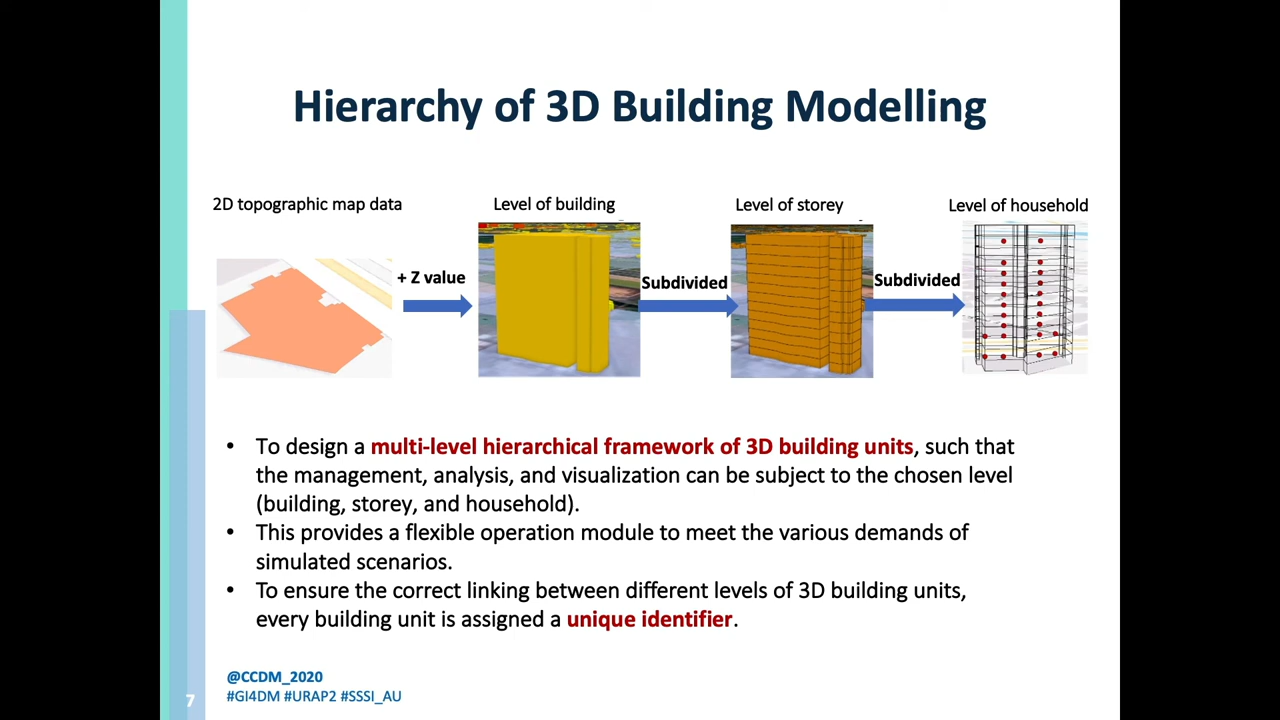 Hierarchy of 3D Building Modelling
2D topographic map data
Level of building
Level of storey
Level of household
+ Z value
Subdivided
Subdivided
• To design a multi-level hierarchical framework of 3D building units, such that
the management, analysis, and visualization can be subject to the chosen level
(building, storey, and household).
• This provides a flexible operation module to meet the various demands of
simulated scenarios.
• To ensure the correct linking between different levels of 3D building units,
every building unit is assigned a unique identifier.
@CCDM_2020
#GI4DM #URAP2 #SSSI_AU
7